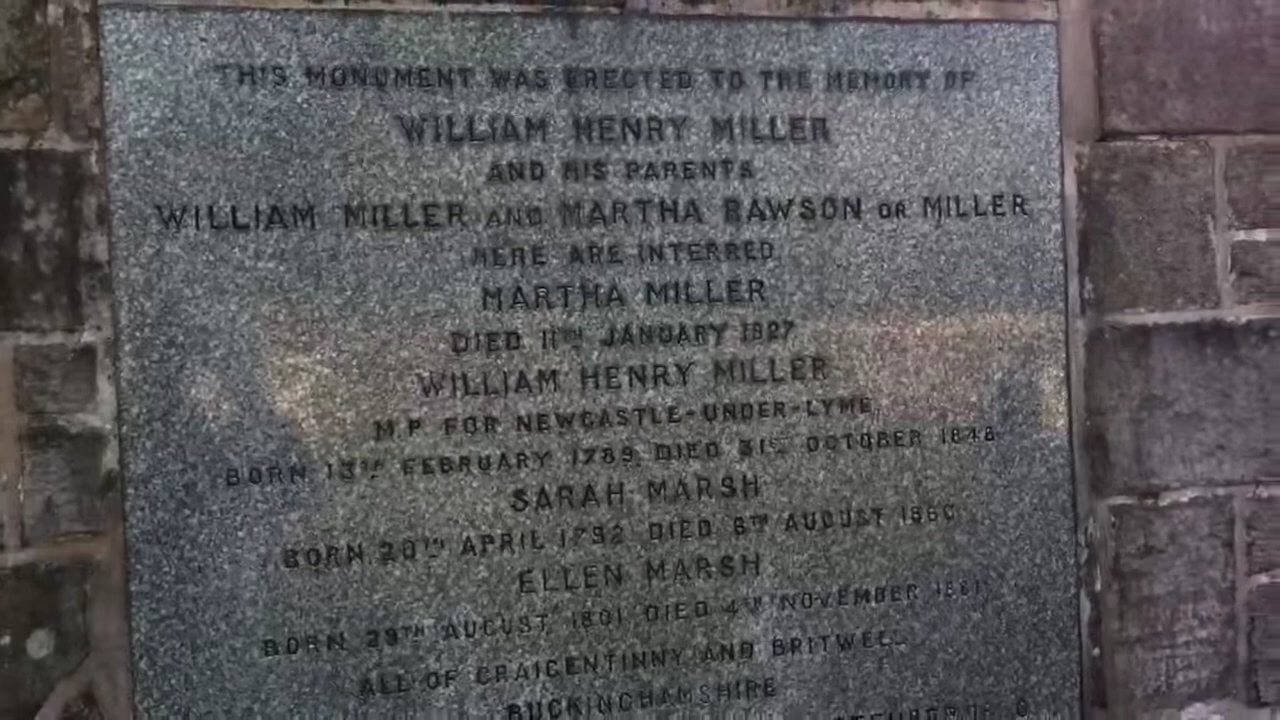 THIS MONUMENT WAS ERECTED TO THE MEMORY OF
WILLIAM HENRY MILLER
AND HIS PARENTS
WILLIAM MILLER AND MARTHA RAWSON OR MILLER
HERE ARE INTERRED
MARTHA MILLER
DIED 11TH JANUARY 1827
WILLIAM HENRY MILLER
M.P. FOR NEWCASTLE-UNDER-LYME
BORN 13TH FEBRUARY 1789. DIED 31ST OCTOBER 1848
SARAH MARSH
BORN 20TH APRIL 1792 DIED 6TH AUGUST 1860
ELLEN MARSH
BORN 29TH AUGUST 1801 DIED 4TH NOVEMBER 1861
ALL OF CRAIGENTINNY AND BRITWELL
BUCKINGHAMSHIRE